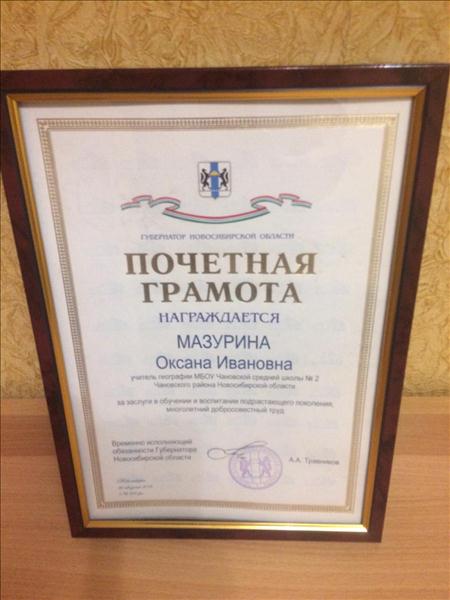 ГУБЕРНАТОР НОВОСИБИРСКОЙ ОБЛАСТИ
ПОЧЕТНАЯ
ГРАМОТА
НАГРАЖДАЕТСЯ
МАЗУРИНА
Оксана Ивановна
учитель географии МБОУ Чановской средней школы № 2
Чановского района Новосибирской области
за заслуги в обучении и воспитании подрастающего поколения,
многолетний добросовестный труд
Временно исполняющий
обязанности Губернатора
Новосибирской области
А.А. Травников